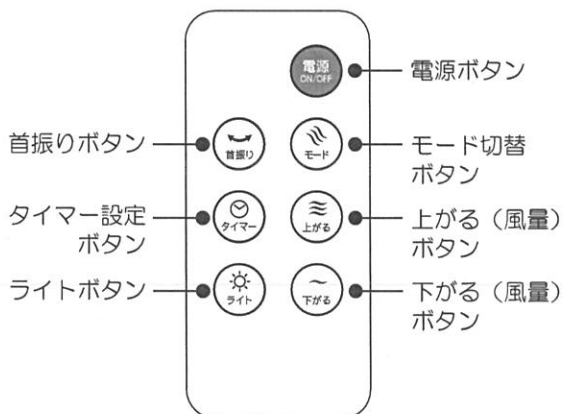 電源
ON/OFF
電源ボタン
首振りボタン
首振り
モード
モード切替
ボタン
タイマー設定
ボタン
タイマー
上がる
上がる（風量）
ボタン
ライトボタン
ライト
下がる
下がる（風量）
ボタン